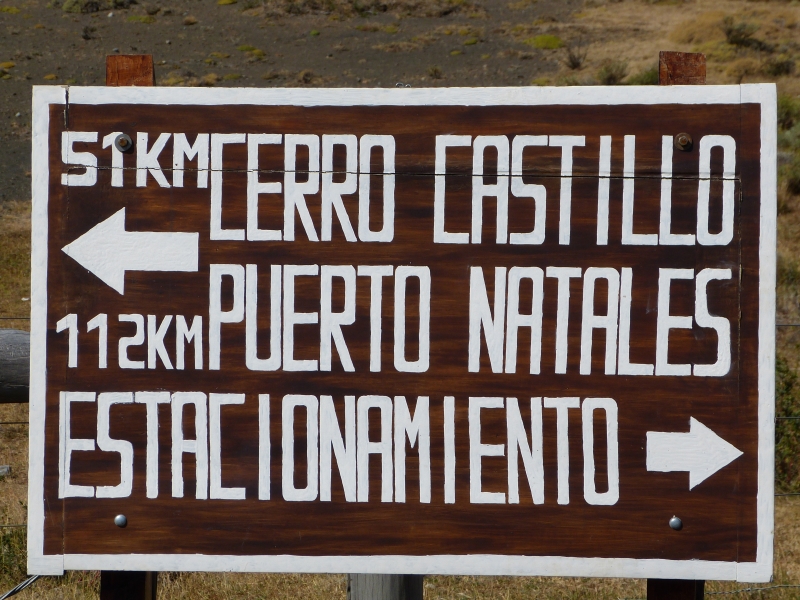 51KM CERRO CASTILLO
112KM PUERTO NATALES
ESTACIONAMIENTO